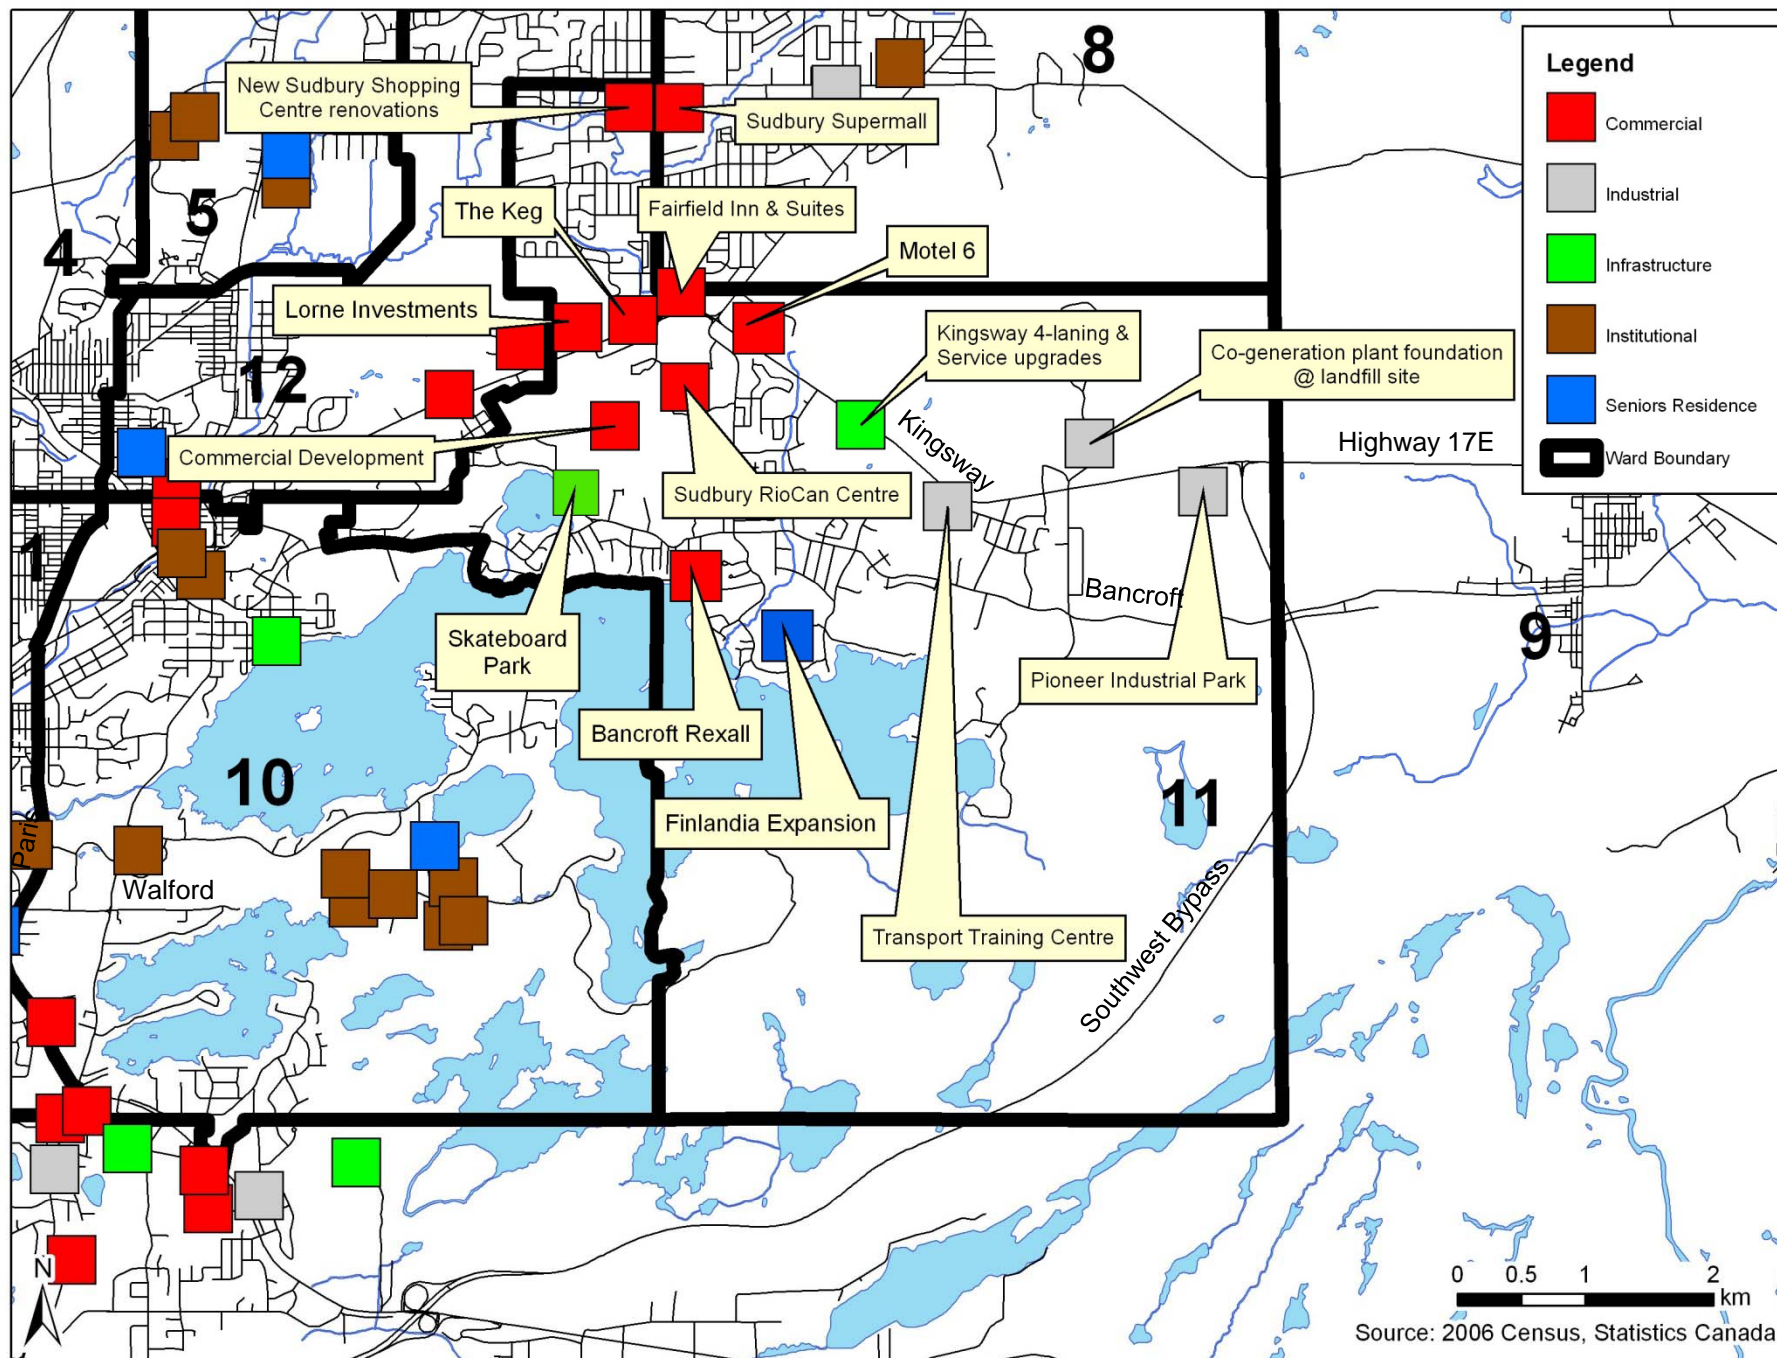 8
Legend
New Sudbury Shopping
Centre renovations
Sudbury Supermall
Commercial
Industrial
5
The Keg
Fairfield Inn & Suites
4
Motel 6
Infrastructure
Lorne Investments
Kingsway 4-laning &
Service upgrades
Co-generation plant foundation
@ landfill site
Institutional
12
Seniors Residence
Kingsway
Highway 17E
Commercial Development
Ward Boundary
Sudbury RioCan Centre
1
Bancroft
Skateboard
Park
9
Pioneer Industrial Park
Bancroft Rexall
10
11
Finlandia Expansion
Paris
Walford
Transport Training Centre
Southwest Bypass
N
0 0.5 1 2
km
Source: 2006 Census, Statistics Canada